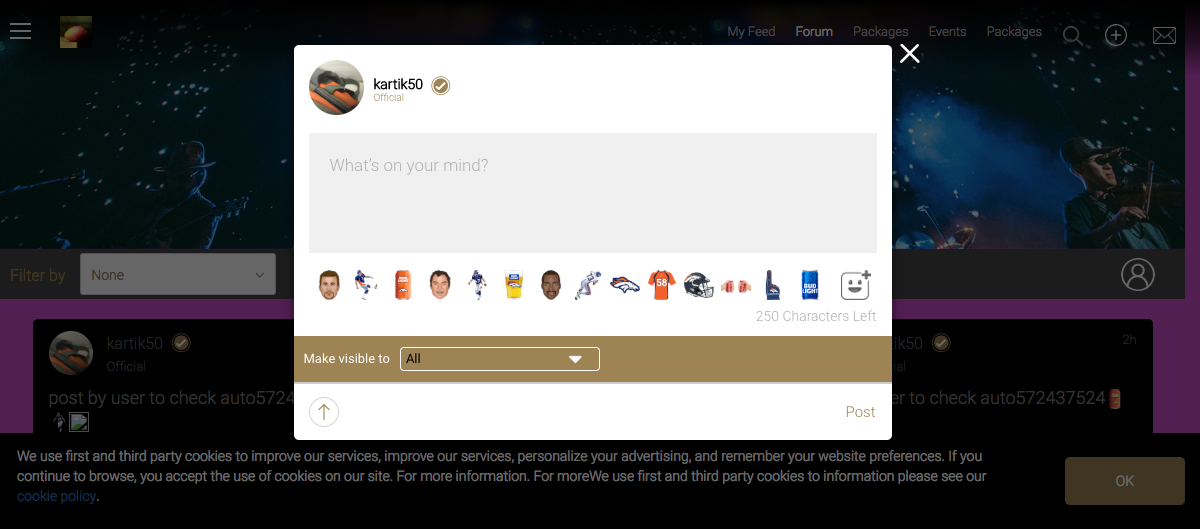 My Feed Forum Packages Events Packages
kartik50
Official
What's on your mind?
Filter by None
58
BUD LIGHT
250 Characters Left
Make visible to All
kartik50
Official
2h
post by user to check auto5724
er to check auto572437524
Post
We use first and third party cookies to improve our services, improve our services, personalize your advertising, and remember your website preferences. If you
continue to browse, you accept the use of cookies on our site. For more information. For moreWe use first and third party cookies to information please see our
cookie policy.
OK